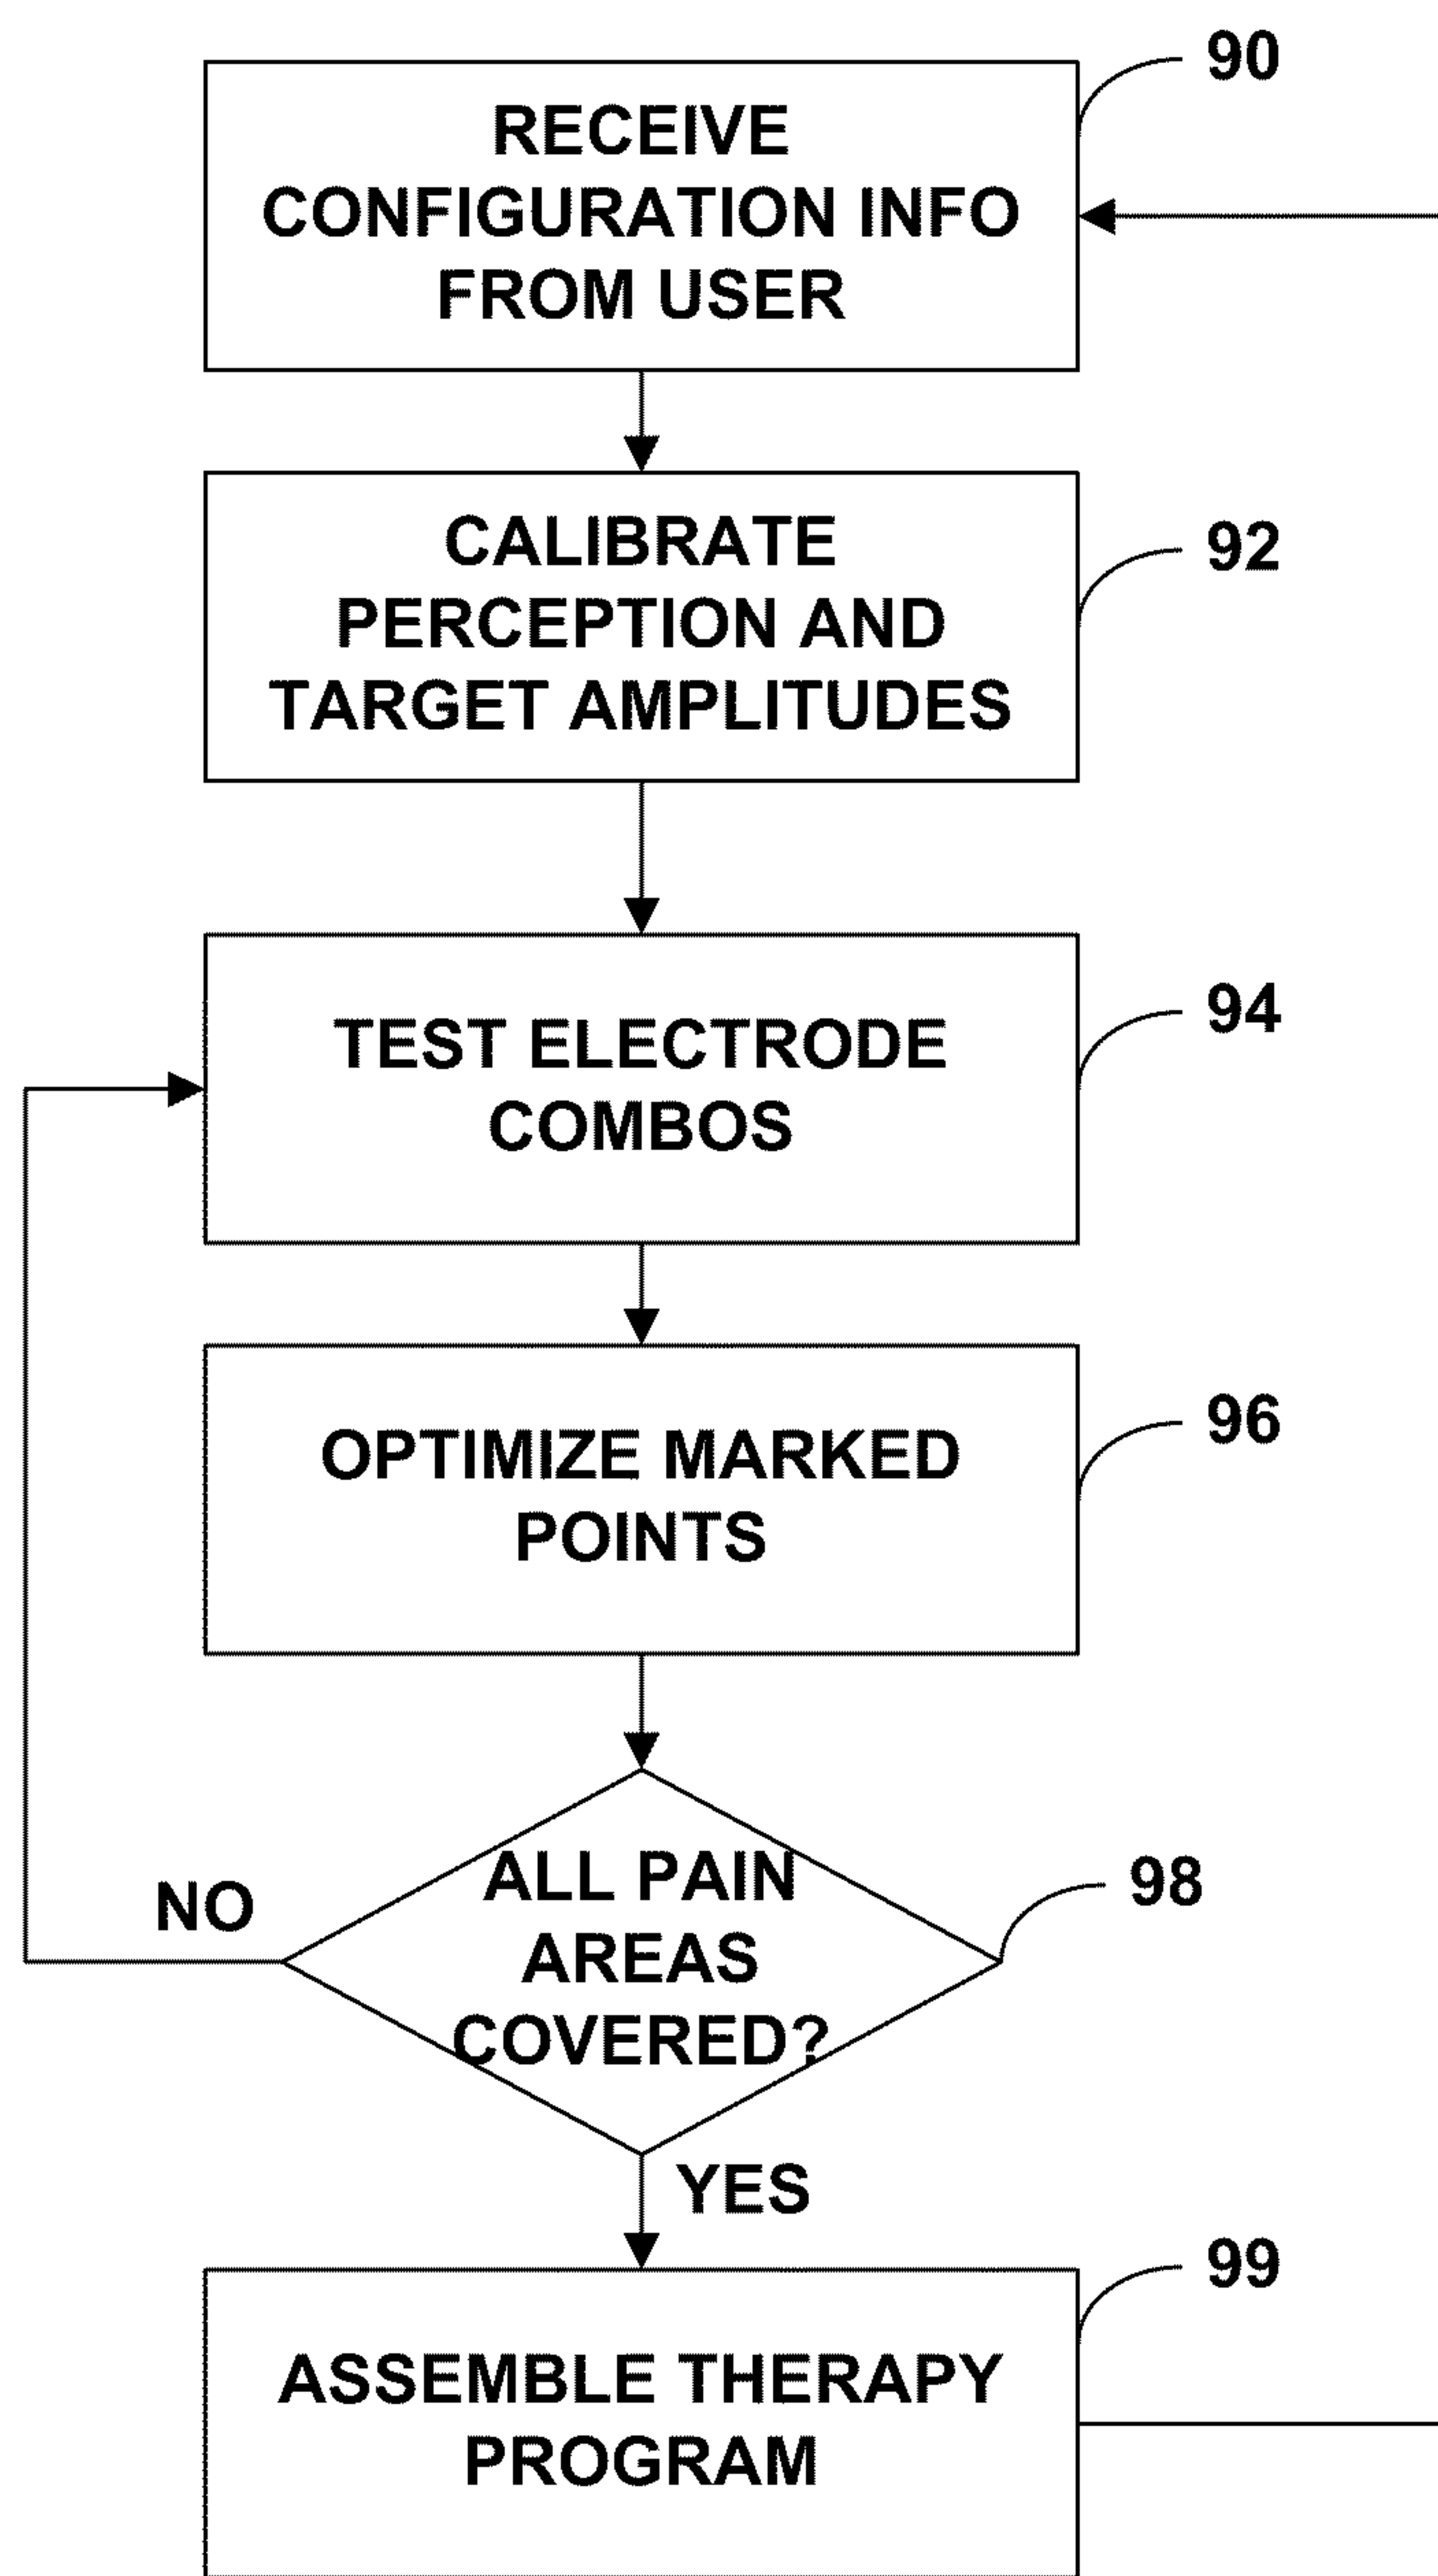 90
RECEIVE
CONFIGURATION INFO
FROM USER
92
CALIBRATE
PERCEPTION AND
TARGET AMPLITUDES
94
TEST ELECTRODE
COMBOS
96
OPTIMIZE MARKED
POINTS
98
ALL PAIN
AREAS
COVERED?
NO
YES
99
ASSEMBLE THERAPY
PROGRAM